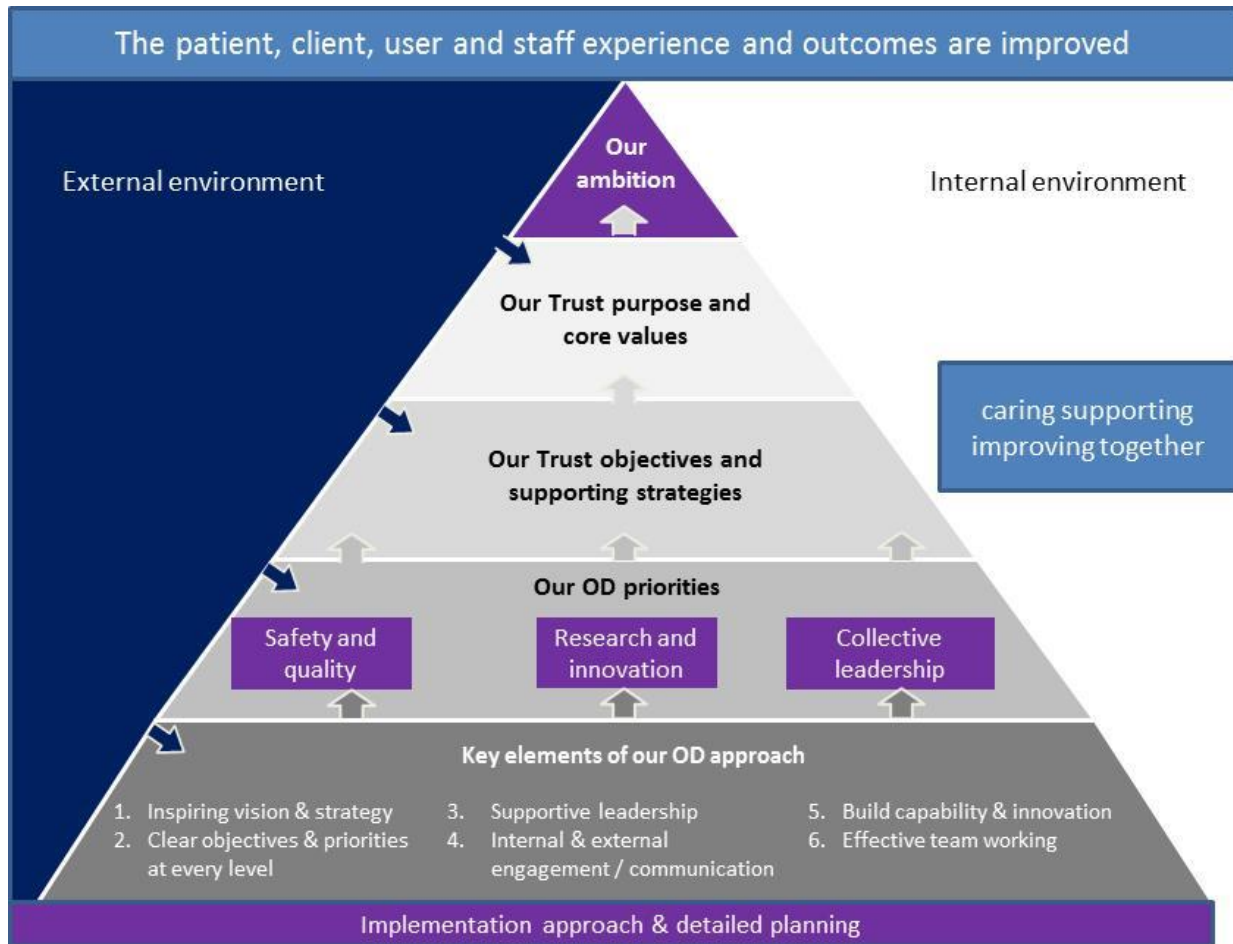 The patient, client, user and staff experience and outcomes are improved
External environment
Our
ambition
Internal environment
Our Trust purpose and
core values
caring supporting
improving together
Our Trust objectives and
supporting strategies
Our OD priorities
Safety and
quality
Research and
innovation
Collective
leadership
Key elements of our OD approach
1. Inspiring vision & strategy
2. Clear objectives & priorities
at every level
3. Supportive leadership
4. Internal & external
engagement / communication
5. Build capability & innovation
6. Effective team working
Implementation approach & detailed planning